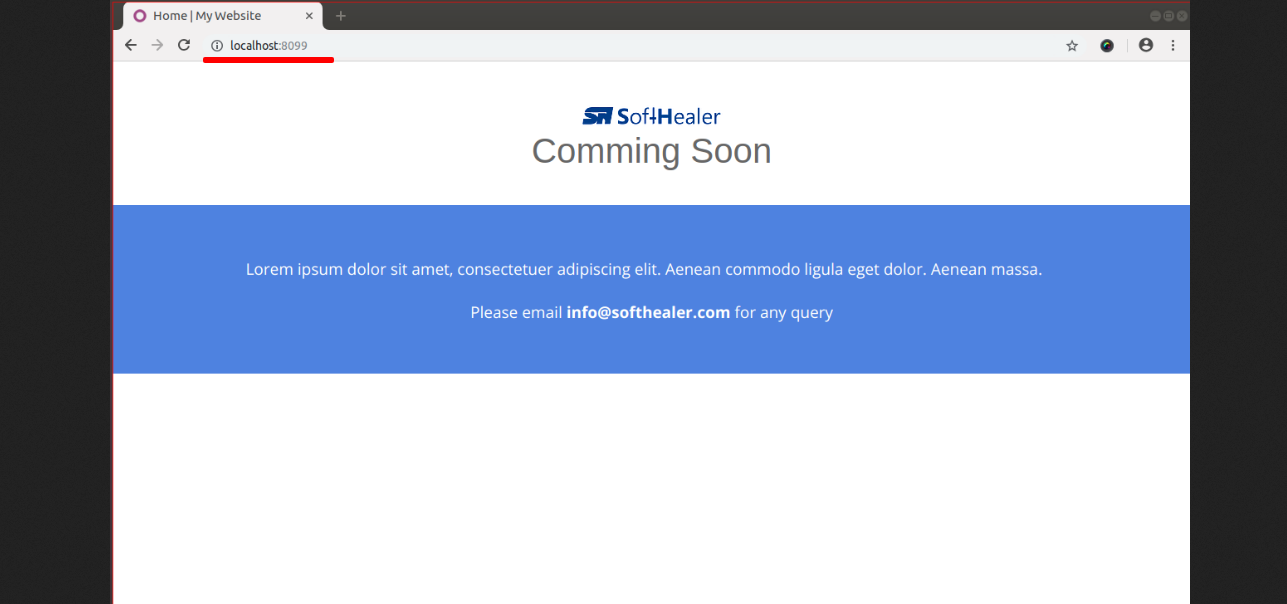 Home | My Website
localhost:8099
SoftHealer
Comming Soon
Lorem ipsum dolor sit amet, consectetuer adipiscing elit. Aenean commodo ligula eget dolor. Aenean massa.
Please email info@softhealer.com for any query